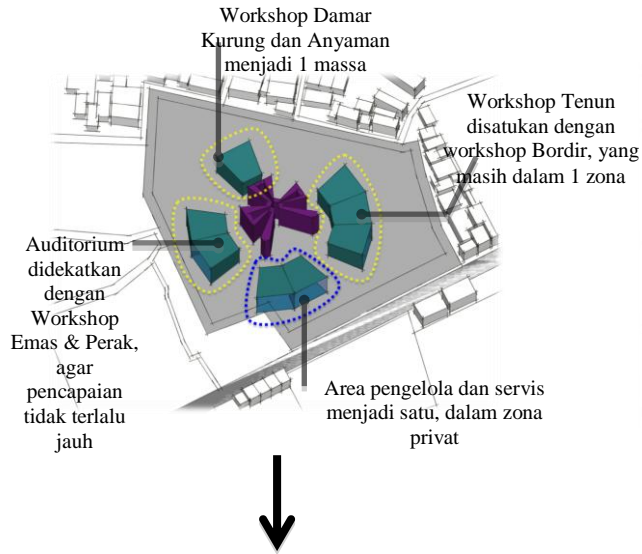 Workshop Damar
Kurung dan Anyaman
menjadi 1 massa
Workshop Tenun
disatukan dengan
workshop Bordir, yang
masih dalam 1 zona
Auditorium
didekatkan
dengan
Workshop
Emas & Perak,
agar
pencapaian
tidak terlalu
jauh
Area pengelola dan servis
menjadi satu, dalam zona
privat